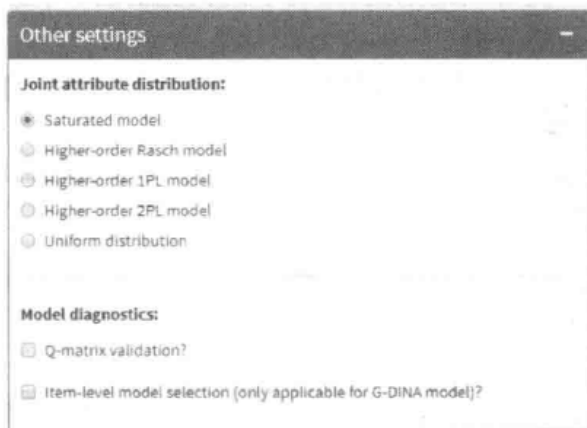 Other settings
Joint attribute distribution:
Saturated model
Higher-order Rasch model
Higher-order 1PL model
Higher-order 2PL model
Uniform distribution
Model diagnostics:
Q-matrix validation?
Item-level model selection (only applicable for G-DINA model)?